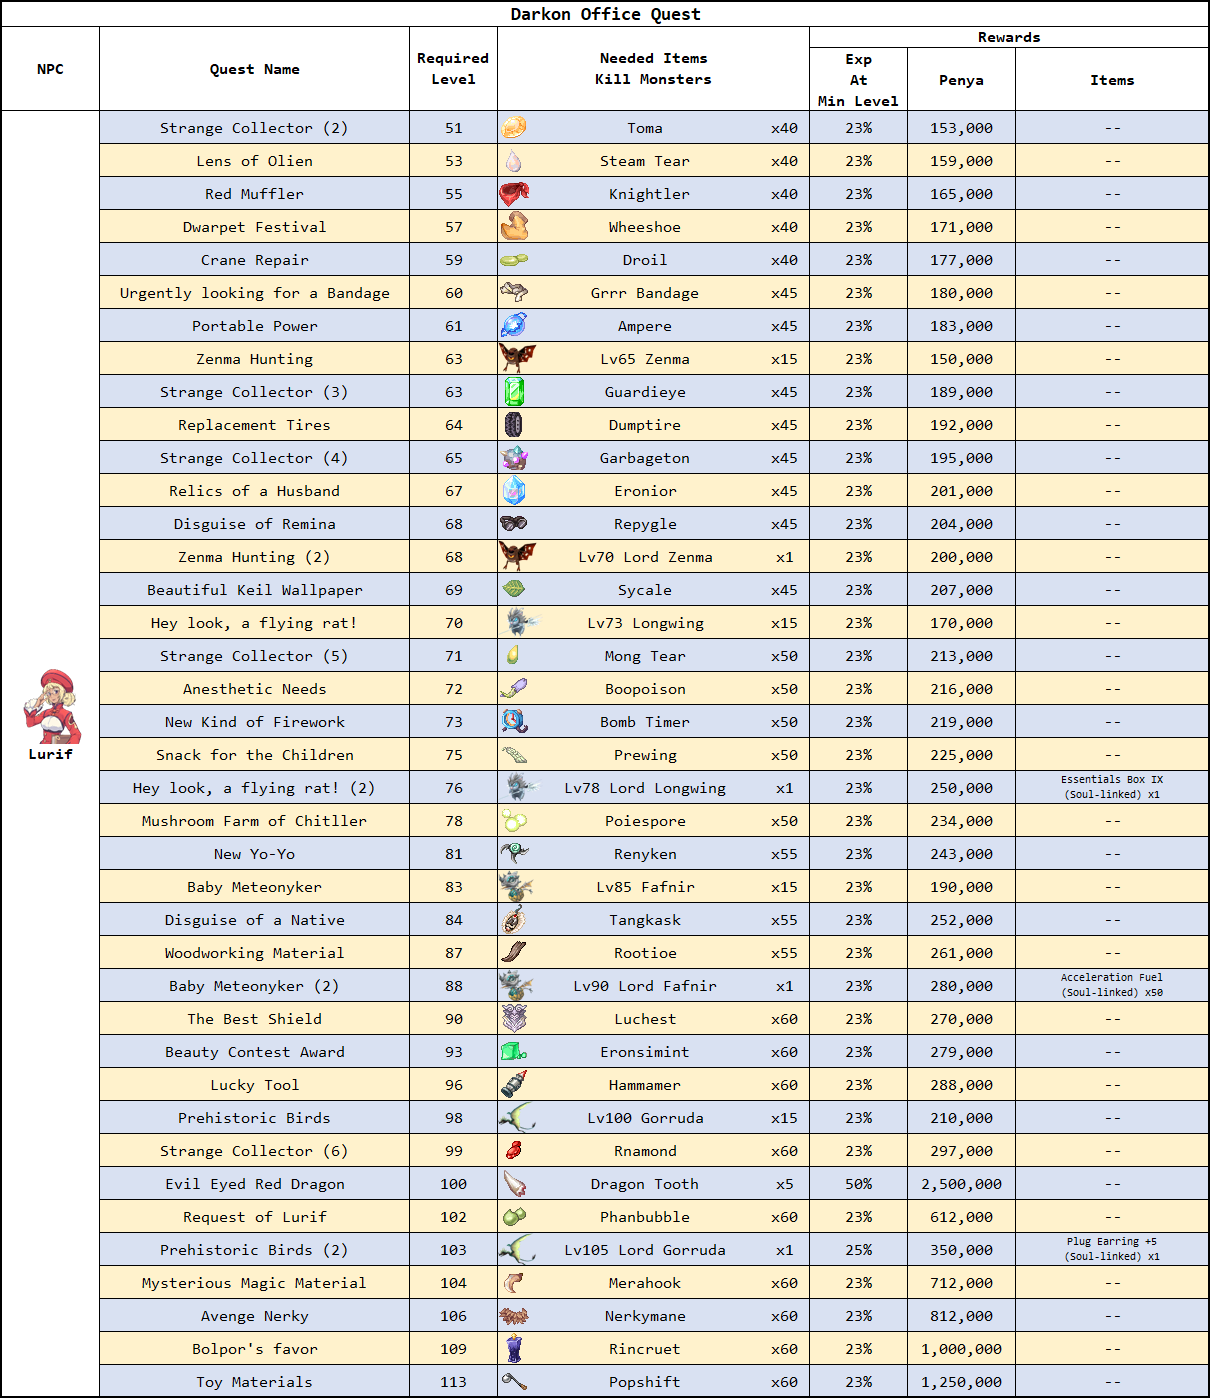 Darkon Office Quest
NPC Quest Name Required Level Needed Items Kill Monsters Rewards
Exp At Min Level Penya Items
Strange Collector (2) 51 Toma x40 23% 153,000 --
Lens of Olien 53 Steam Tear x40 23% 159,000 --
Red Muffler 55 Knightler x40 23% 165,000 --
Dwarpet Festival 57 Wheeshoe x40 23% 171,000 --
Crane Repair 59 Droil x40 23% 177,000 --
Urgently looking for a Bandage 60 Grrr Bandage x45 23% 180,000 --
Portable Power 61 Ampere x45 23% 183,000 --
Zenma Hunting 63 Lv65 Zenma x15 23% 150,000 --
Strange Collector (3) 63 Guardieye x45 23% 189,000 --
Replacement Tires 64 Dumptire x45 23% 192,000 --
Strange Collector (4) 65 Garbageton x45 23% 195,000 --
Relics of a Husband 67 Eronior x45 23% 201,000 --
Disguise of Remina 68 Repygle x45 23% 204,000 --
Zenma Hunting (2) 68 Lv70 Lord Zenma x1 23% 200,000 --
Beautiful Keil Wallpaper 69 Sycale x45 23% 207,000 --
Hey look, a flying rat! 70 Lv73 Longwing x15 23% 170,000 --
Strange Collector (5) 71 Mong Tear x50 23% 213,000 --
Anesthetic Needs 72 Boopoison x50 23% 216,000 --
New Kind of Firework 73 Bomb Timer x50 23% 219,000 --
Lurif
Snack for the Children 75 Prewing x50 23% 225,000 --
Hey look, a flying rat! (2) 76 Lv78 Lord Longwing x1 23% 250,000 Essentials Box IX (Soul-linked) x1
Mushroom Farm of Chitller 78 Poiespore x50 23% 234,000 --
New Yo-Yo 81 Renyken x55 23% 243,000 --
Baby Meteonyker 83 Lv85 Fafnir x15 23% 190,000 --
Disguise of a Native 84 Tangkask x55 23% 252,000 --
Woodworking Material 87 Rootioe x55 23% 261,000 --
Baby Meteonyker (2) 88 Lv90 Lord Fafnir x1 23% 280,000 Acceleration Fuel (Soul-linked) x50
The Best Shield 90 Luchest x60 23% 270,000 --
Beauty Contest Award 93 Eronsimint x60 23% 279,000 --
Lucky Tool 96 Hammamer x60 23% 288,000 --
Prehistoric Birds 98 Lv100 Gorruda x15 23% 210,000 --
Strange Collector (6) 99 Rnamond x60 23% 297,000 --
Evil Eyed Red Dragon 100 Dragon Tooth x5 50% 2,500,000 --
Request of Lurif 102 Phanbubble x60 23% 612,000 --
Prehistoric Birds (2) 103 Lv105 Lord Gorruda x1 25% 350,000 Plug Earring +5 (Soul-linked) x1
Mysterious Magic Material 104 Merahook x60 23% 712,000 --
Avenge Nerky 106 Nerkymane x60 23% 812,000 --
Bolpor's favor 109 Rincruet x60 23% 1,000,000 --
Toy Materials 113 Popshift x60 23% 1,250,000 --